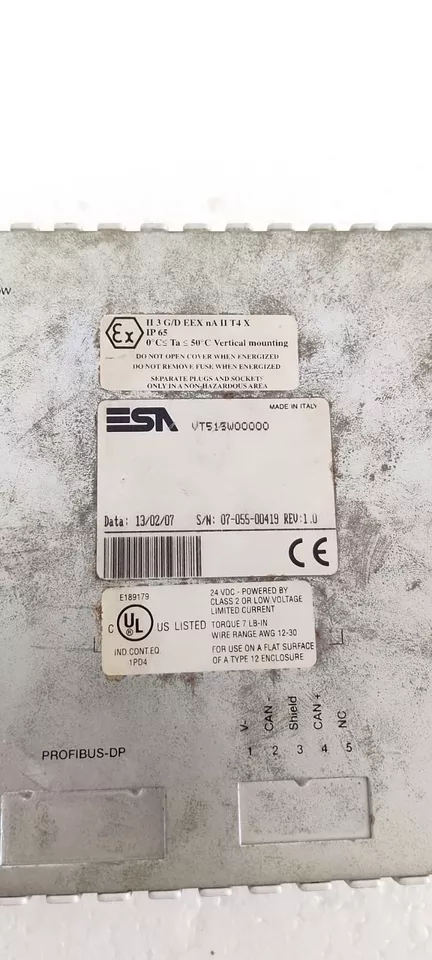 ow
Ex
II 3 G/D EEX nA II T4 X
IP 65
0°C≤ Ta ≤ 50°C Vertical mounting
DO NOT OPEN COVER WHEN ENERGIZED
DO NOT REMOVE FUSE WHEN ENERGIZED
SEPARATE PLUGS AND SOCKETS
ONLY IN A NON-HAZARDOUS AREA
MADE IN ITALY
ESA VT513W00000
Data: 13/02/07 S/N: 07-055-00419 REV:1.0
CE
E189179
C UL US LISTED
IND.CONT.EQ.
1PD4
24 VDC - POWERED BY
CLASS 2 OR LOW VOLTAGE
LIMITED CURRENT
TORQUE 7 LB-IN
WIRE RANGE AWG 12-30
FOR USE ON A FLAT SURFACE
OF A TYPE 12 ENCLOSURE
V- CAN - Shield CAN + NC
1 2 3 4 5
PROFIBUS-DP